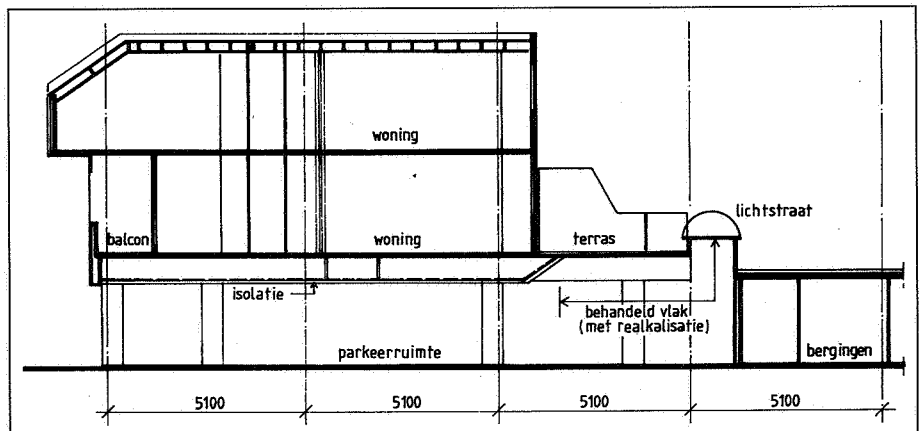 woning
lichtstraat
balcon
woning
terras
isolatie
behandeld vlak
(met realkalisatie)
parkeerruimte
bergingen
5100
5100
5100
5100